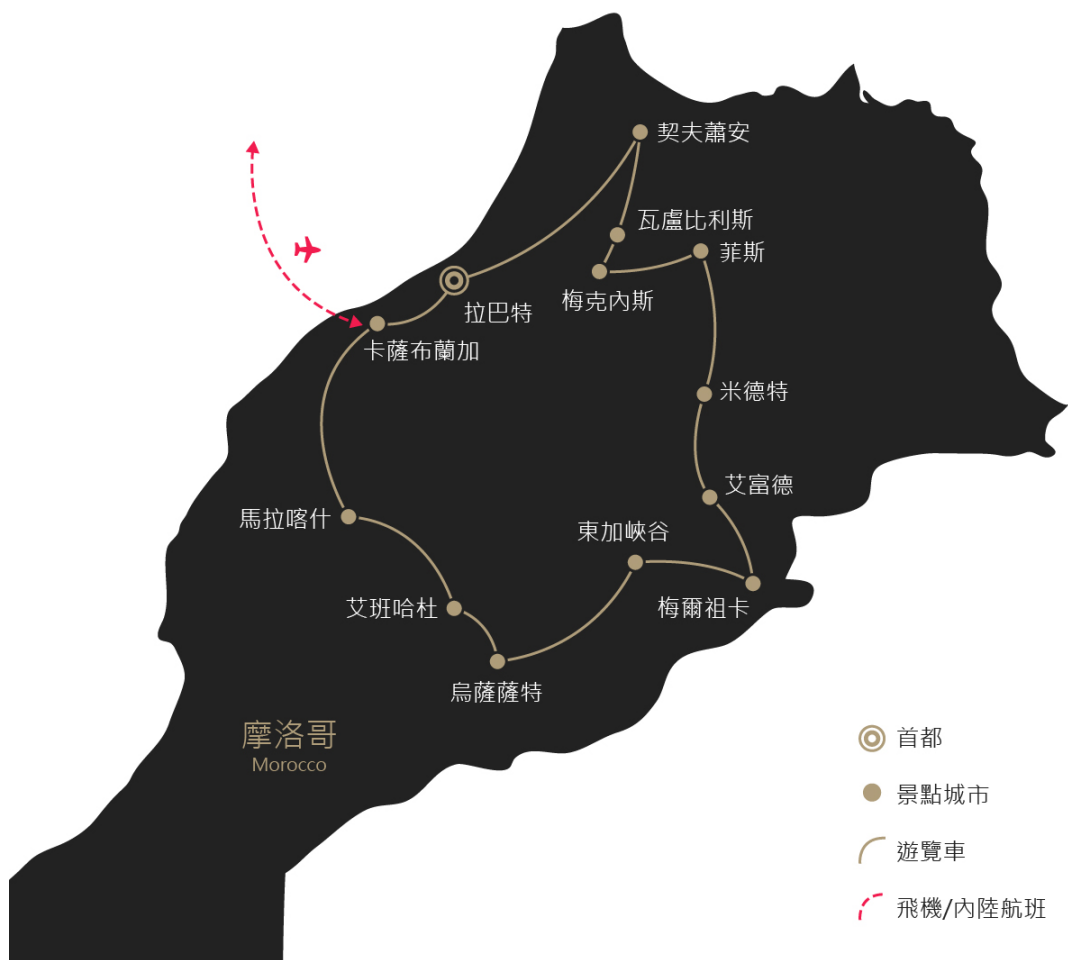 契夫蕭安
瓦盧比利斯
菲斯
梅克內斯
拉巴特
卡薩布蘭加
米德特
艾富德
馬拉喀什
東加峽谷
艾班哈杜
梅爾祖卡
烏薩薩特
摩洛哥
Morocco
首都
景點城市
遊覽車
飛機/內陸航班